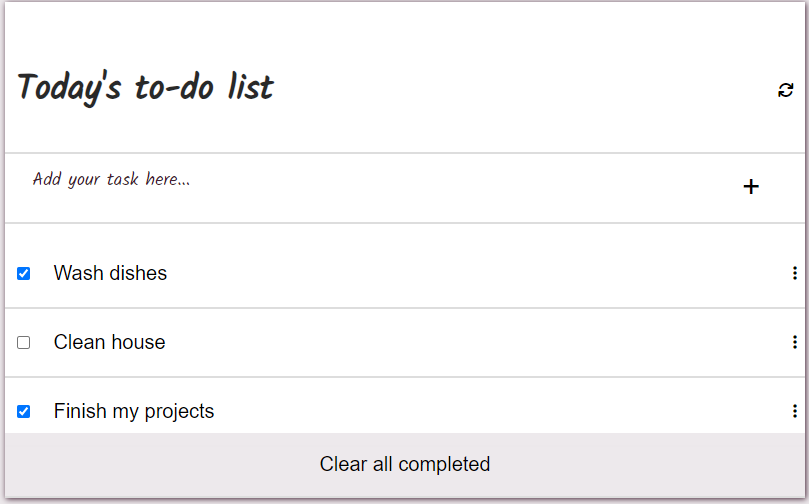 Today's to-do list
Add your task here...
+
Wash dishes
Clean house
Finish my projects
Clear all completed